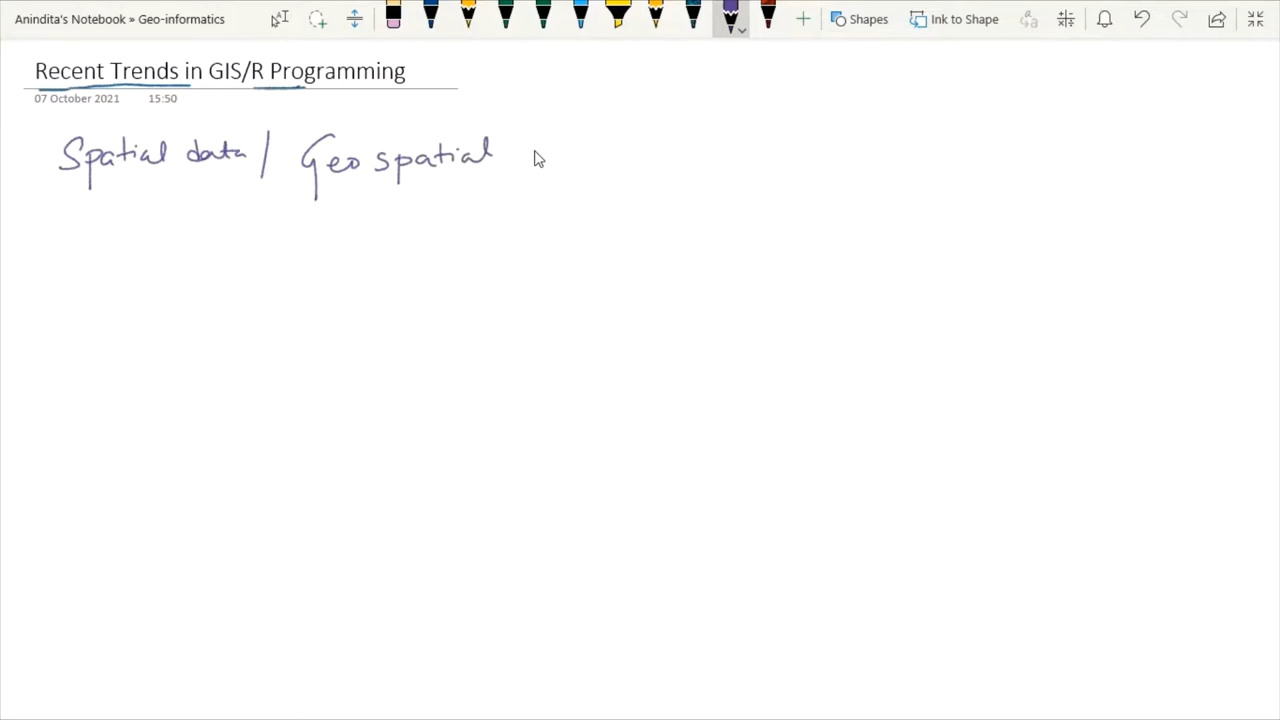 Anindita's Notebook » Geo-informatics
Shapes
Ink to Shape
Recent Trends in GIS/R Programming
07 October 2021 15:50
Spatial data / Geo spatial